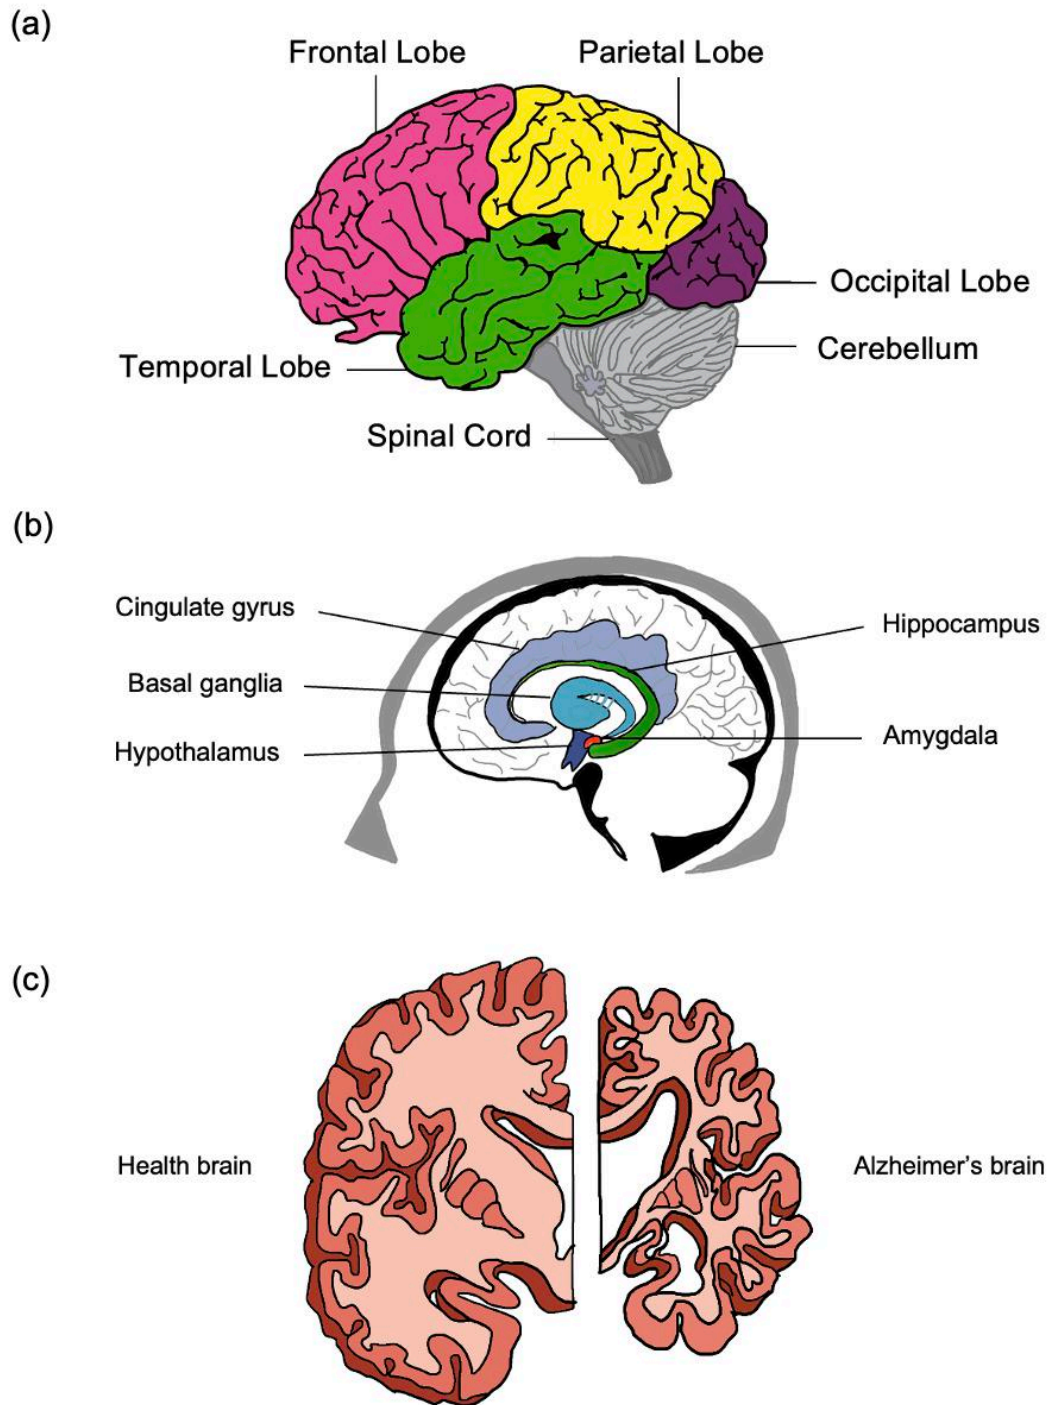 (a)
Frontal Lobe
Parietal Lobe
Occipital Lobe
Cerebellum
Temporal Lobe
Spinal Cord
(b)
Cingulate gyrus
Hippocampus
Basal ganglia
Hypothalamus
Amygdala
(c)
Health brain
Alzheimer's brain